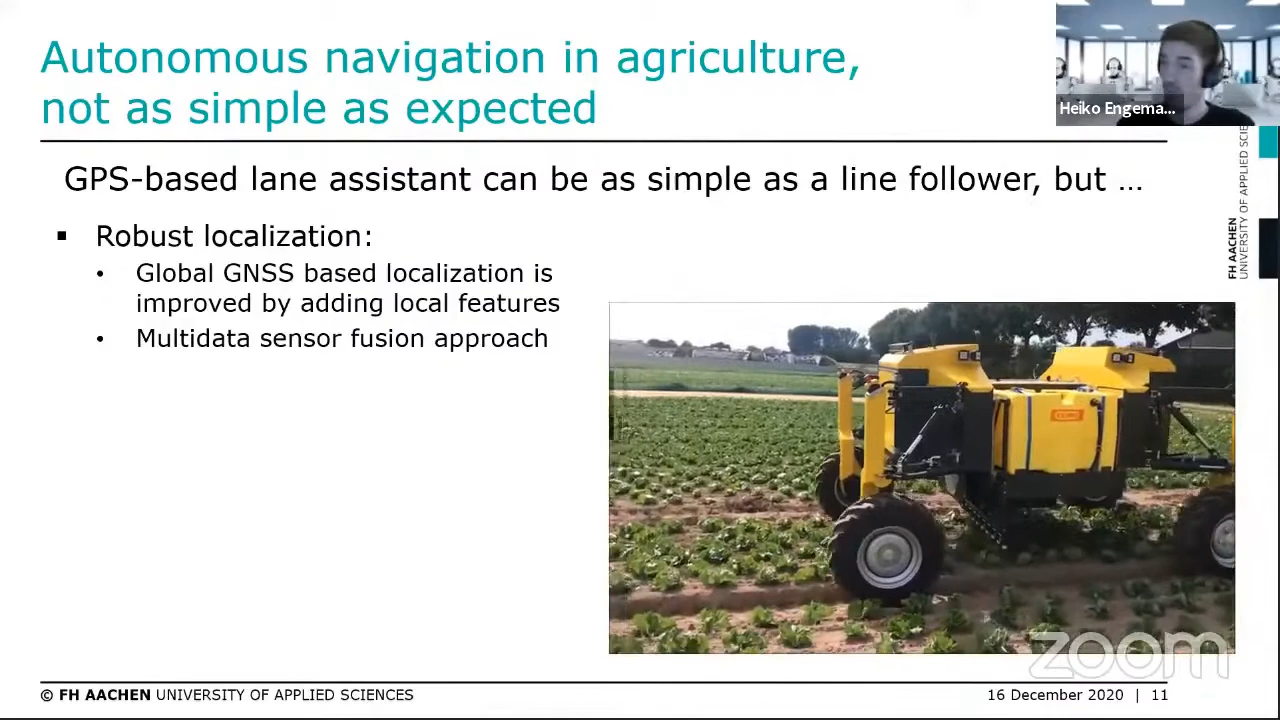 Autonomous navigation in agriculture,
not as simple as expected
Heiko Engema...
GPS-based lane assistant can be as simple as a line follower, but …
▪ Robust localization:
• Global GNSS based localization is
improved by adding local features
• Multidata sensor fusion approach
FH AACHEN
UNIVERSITY OF APPLIED SCIE
zoom
© FH AACHEN UNIVERSITY OF APPLIED SCIENCES
16 December 2020 | 11